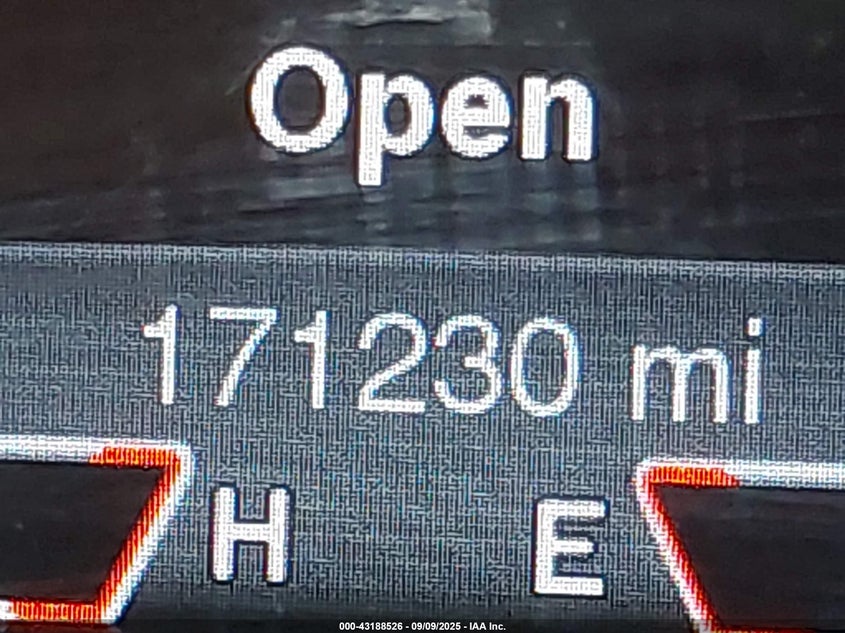 Open
171230 mi
H E
000-43188526 - 09/09/2025 - IAA Inc.